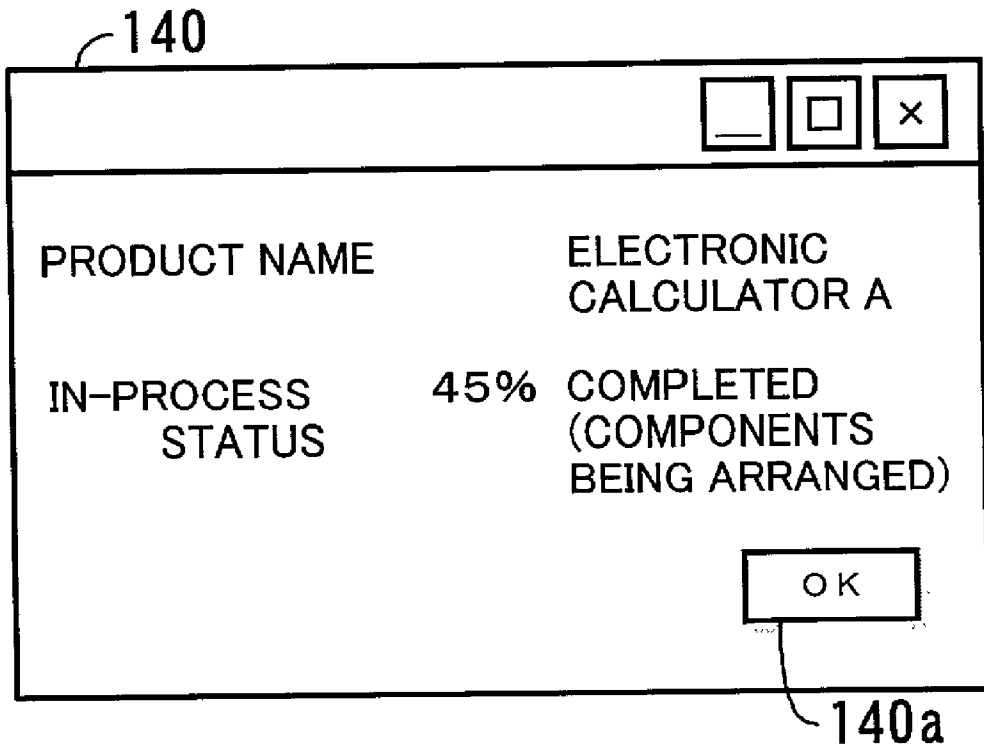 140
PRODUCT NAME ELECTRONIC
CALCULATOR A
IN-PROCESS 45% COMPLETED
STATUS (COMPONENTS
BEING ARRANGED)
OK
140a